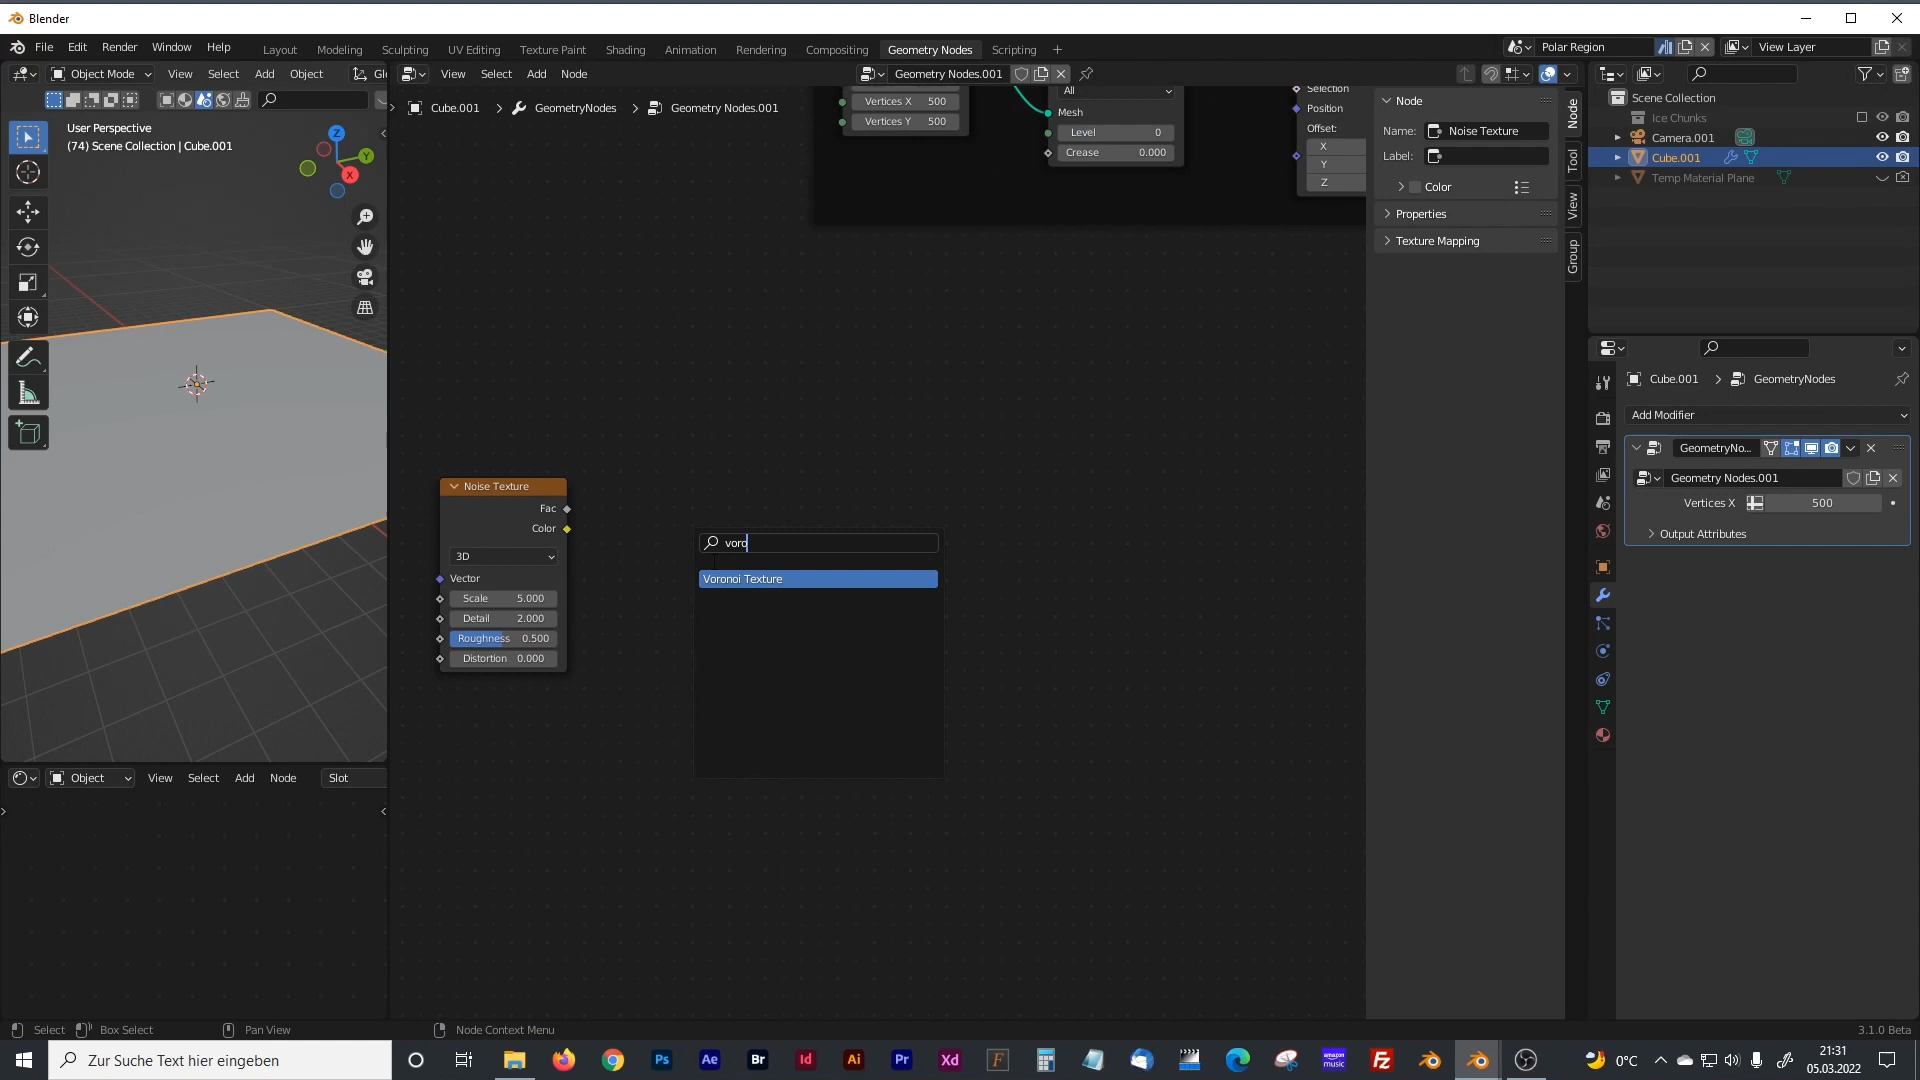 Blender
File Edit Render Window Help
Layout Modeling Sculpting UV Editing Texture Paint Shading Animation Rendering Compositing Geometry Nodes Scripting +
Polar Region
View Layer
Object Mode View Select Add Object
View Select Add Node
Geometry Nodes.001
User Perspective
(74) Scene Collection | Cube.001
Z
Y
X
Cube.001 > GeometryNodes > Geometry Nodes.001
Vertices X 500
Vertices Y 500
All
Mesh
Level 0
Crease 0.000
Selection
Position
Offset:
X
Y
Z
Node
Name: Noise Texture
Label:
Color
Properties
Texture Mapping
Node
Tool
View
Group
Noise Texture
Fac
Color
3D
Vector
Scale 5.000
Detail 2.000
Roughness 0.500
Distortion 0.000
voro
Voronoi Texture
Scene Collection
Ice Chunks
Camera.001
Cube.001
Temp Material Plane
Cube.001 > GeometryNodes
Add Modifier
GeometryNo...
Geometry Nodes.001
Vertices X 500
Output Attributes
Object View Select Add Node Slot
Select Box Select Pan View Node Context Menu
3.1.0 Beta
Zur Suche Text hier eingeben
Ps Ae Br Id Ai Pr Xd F
amazon music
Fz
0°C
21:31
05.03.2022